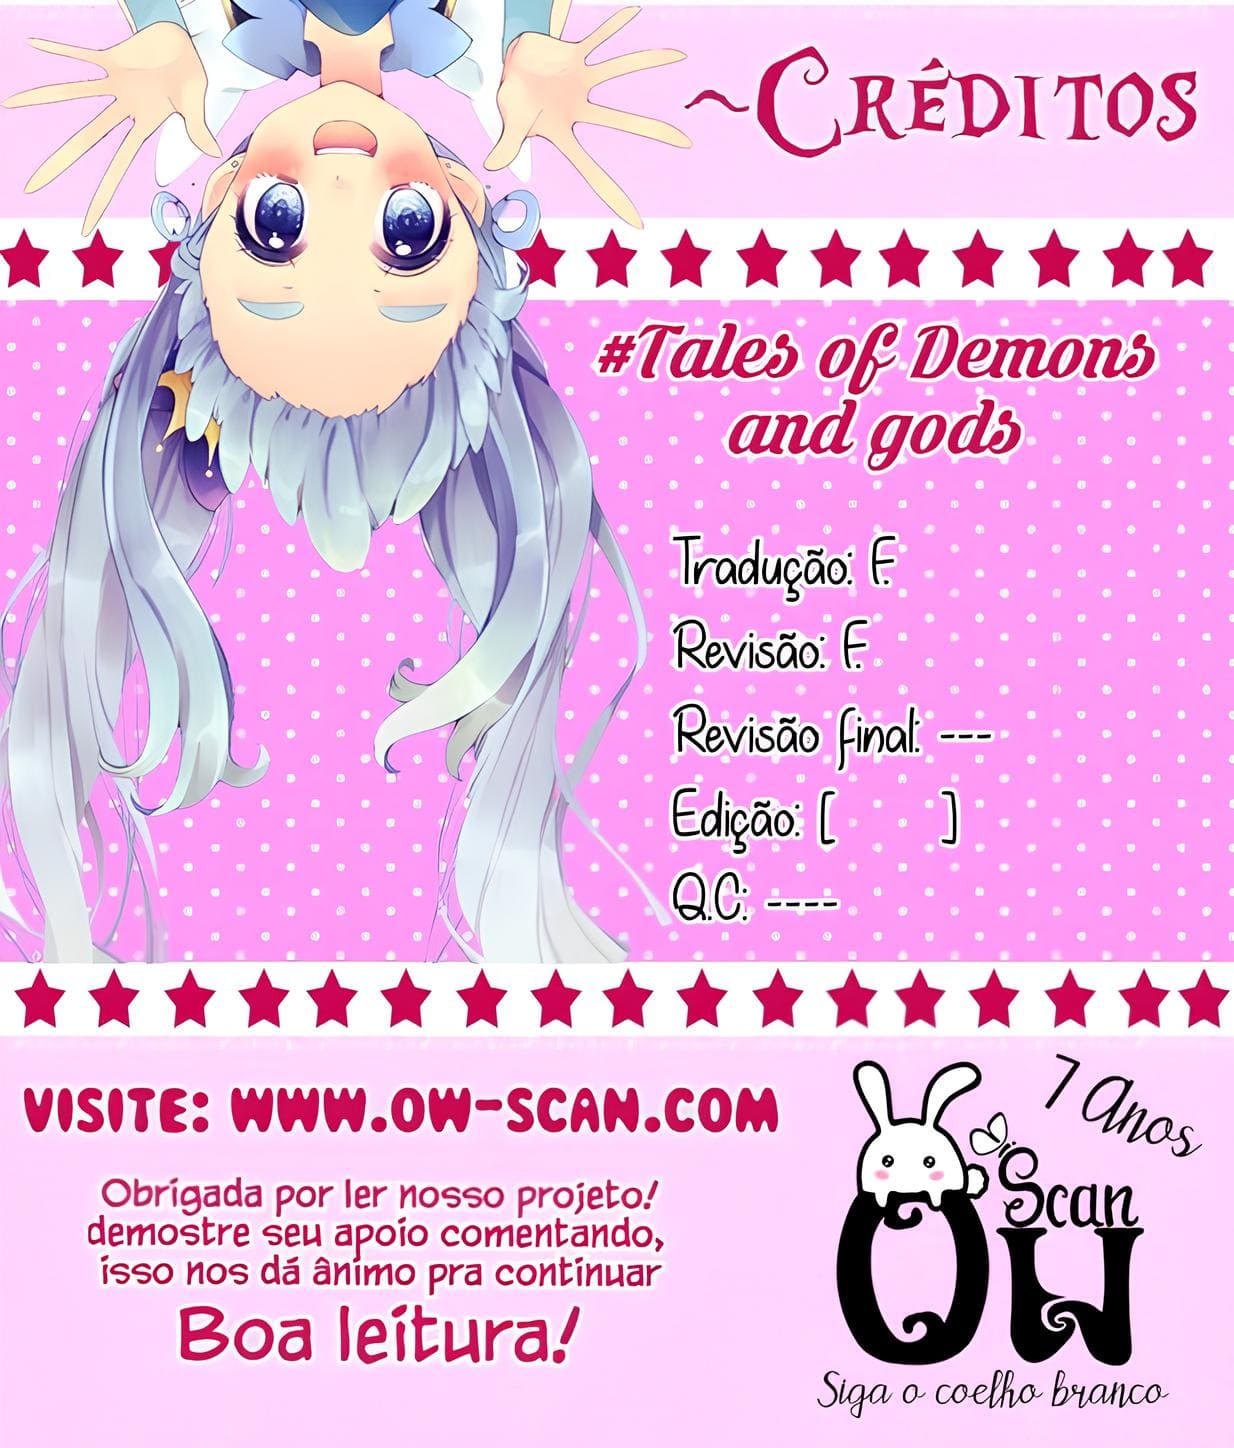 ~CRÉDITOS
#Tales of Demons
and gods
Tradução: F.
Revisão: F.
Revisão final: ---
Edição: [ ]
Q.C: ----
VISITE: WWW.OW-SCAN.COM
Obrigada por ler nosso projeto!
demostre seu apoio comentando,
isso nos dá ânimo pra continuar
Boa leitura!
7 Anos
Scan
OW
Siga o coelho branco